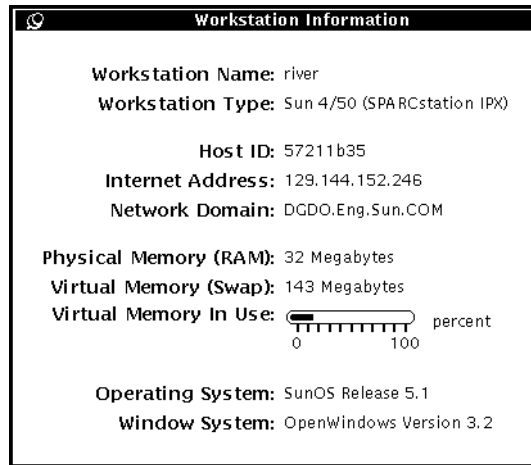 Workstation Information
Workstation Name: river
Workstation Type: Sun 4/50 (SPARCstation IPX)
Host ID: 57211b35
Internet Address: 129.144.152.246
Network Domain: DGDO.Eng.Sun.COM
Physical Memory (RAM): 32 Megabytes
Virtual Memory (Swap): 143 Megabytes
Virtual Memory In Use: percent
0 100
Operating System: SunOS Release 5.1
Window System: OpenWindows Version 3.2